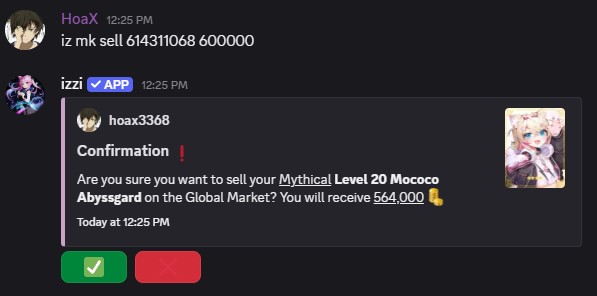 HoaX 12:25 PM
iz mk sell 614311068 600000
izzi ✓ APP 12:25 PM
hoax3368
Confirmation ❗
Are you sure you want to sell your Mythical Level 20 Mococo
Abyssgard on the Global Market? You will receive 564,000
Today at 12:25 PM